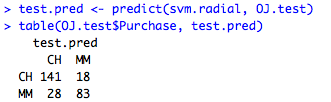 > test.pred <- predict(svm.radial, OJ.test)
> table(OJ.test$Purchase, test.pred)
    test.pred
      CH  MM
  CH 141  18
  MM  28  83